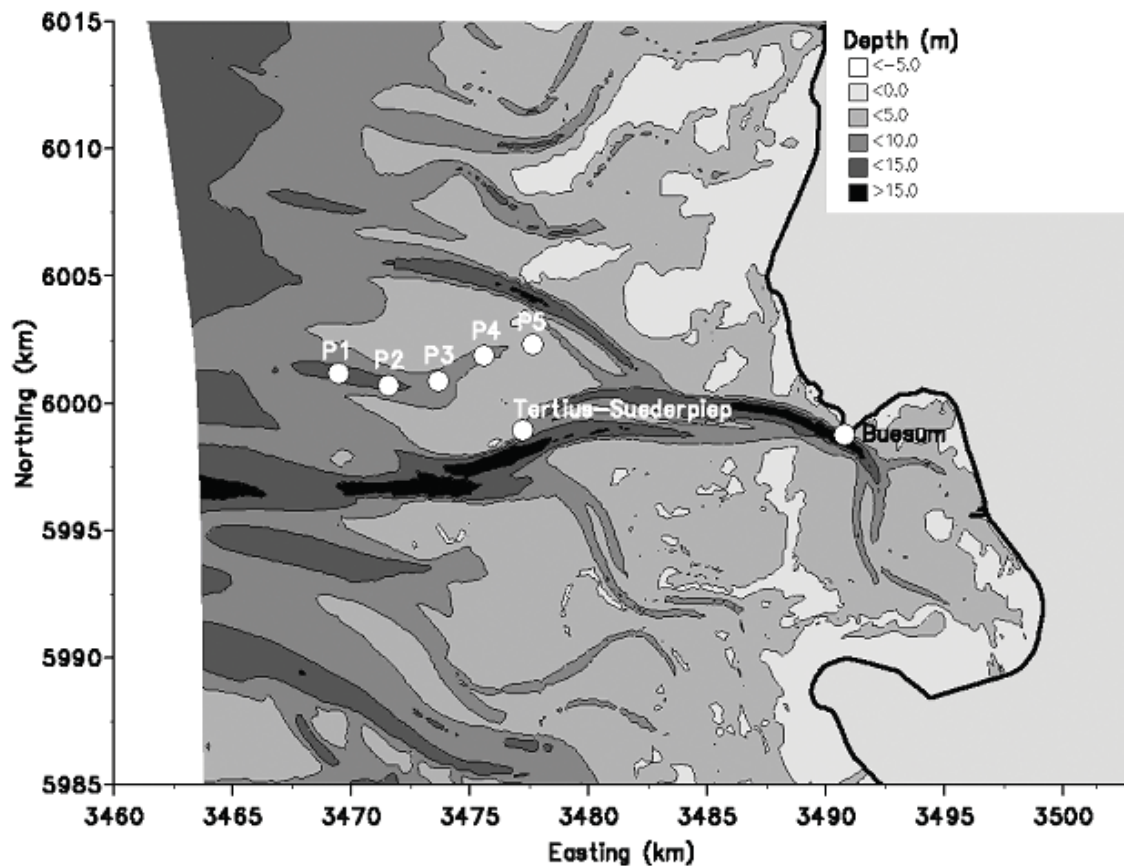 6015
6010
6005
6000
5995
5990
5985
Northing (km)
Depth (m)
<-5.0
<0.0
<5.0
<10.0
<15.0
>15.0
P1
P2
P3
P4
P5
Tertius-Suederpiep
Buesum
3460 3465 3470 3475 3480 3485 3490 3495 3500
Easting (km)